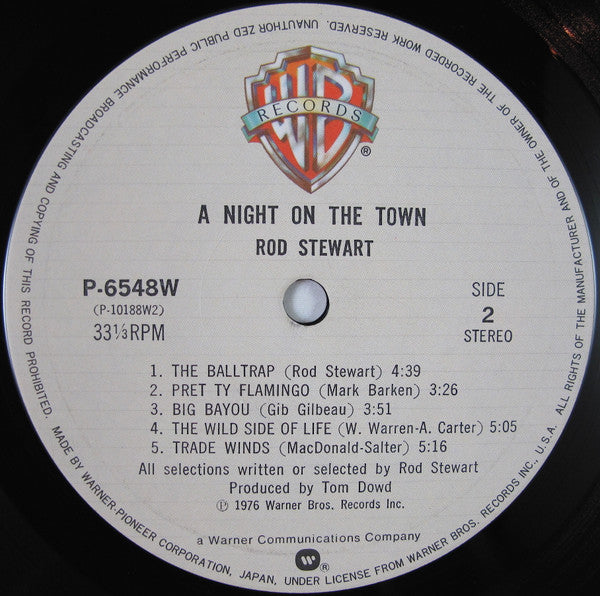 WB
RECORDS
®
A NIGHT ON THE TOWN
ROD STEWART
P-6548W
(P-10188W2)
33⅓RPM
SIDE
2
STEREO
1. THE BALLTRAP (Rod Stewart) 4:39
2. PRET TY FLAMINGO (Mark Barken) 3:26
3. BIG BAYOU (Gib Gilbeau) 3:51
4. THE WILD SIDE OF LIFE (W. Warren-A. Carter) 5:05
5. TRADE WINDS (MacDonald-Salter) 5:16
All selections written or selected by Rod Stewart
Produced by Tom Dowd
℗ 1976 Warner Bros. Records Inc.
a Warner Communications Company
®
MADE BY WARNER-PIONEER CORPORATION, JAPAN, UNDER LICENSE FROM WARNER BROS. RECORDS INC., U.S.A. ALL RIGHTS OF THE MANUFACTURER AND OF THE OWNER OF THE RECORDED WORK RESERVED. UNAUTHOR ZED PUBLIC PERFORMANCE BROADCASTING AND COPYING OF THIS RECORD PROHIBITED.